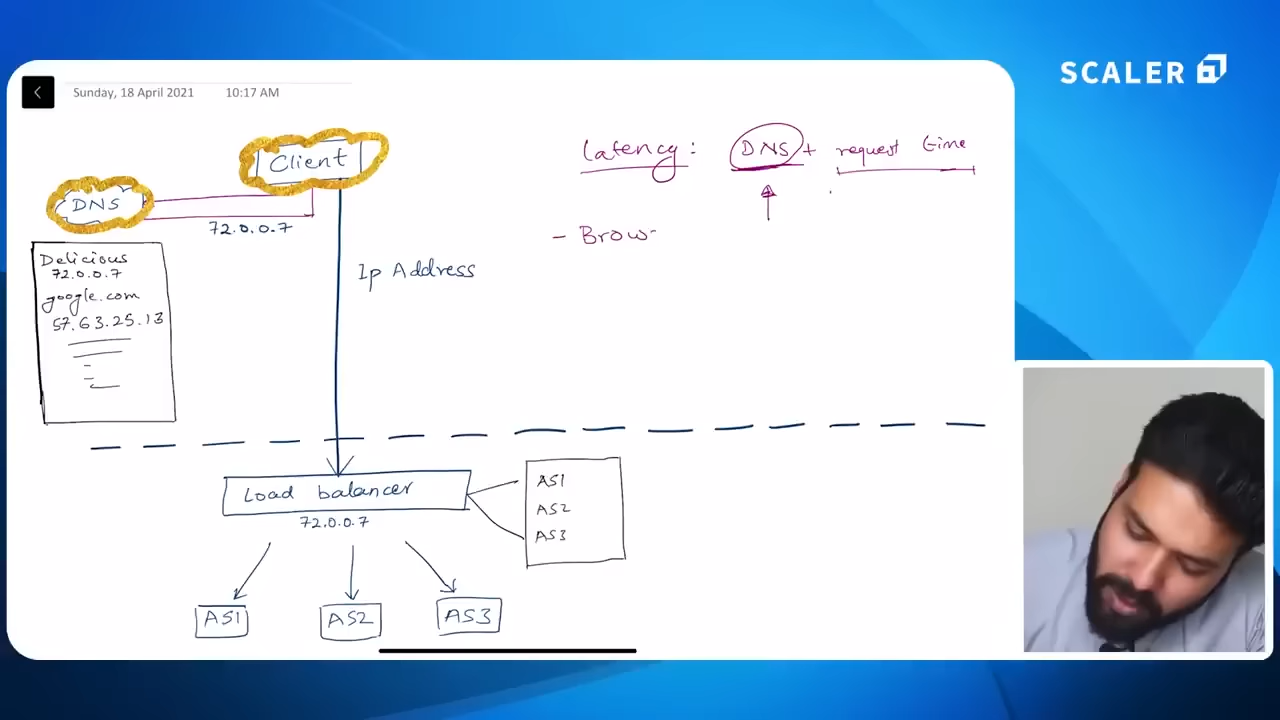 SCALER
Sunday, 18 April 2021 10:17 AM
Client
Latency: DNS + request time
DNS
72.0.0.7
- Brow
Delicious
72.0.0.7
google.com
57.63.25.13
Ip Address
Load balancer
72.0.0.7
AS1
AS2
AS3
AS1 AS2 AS3